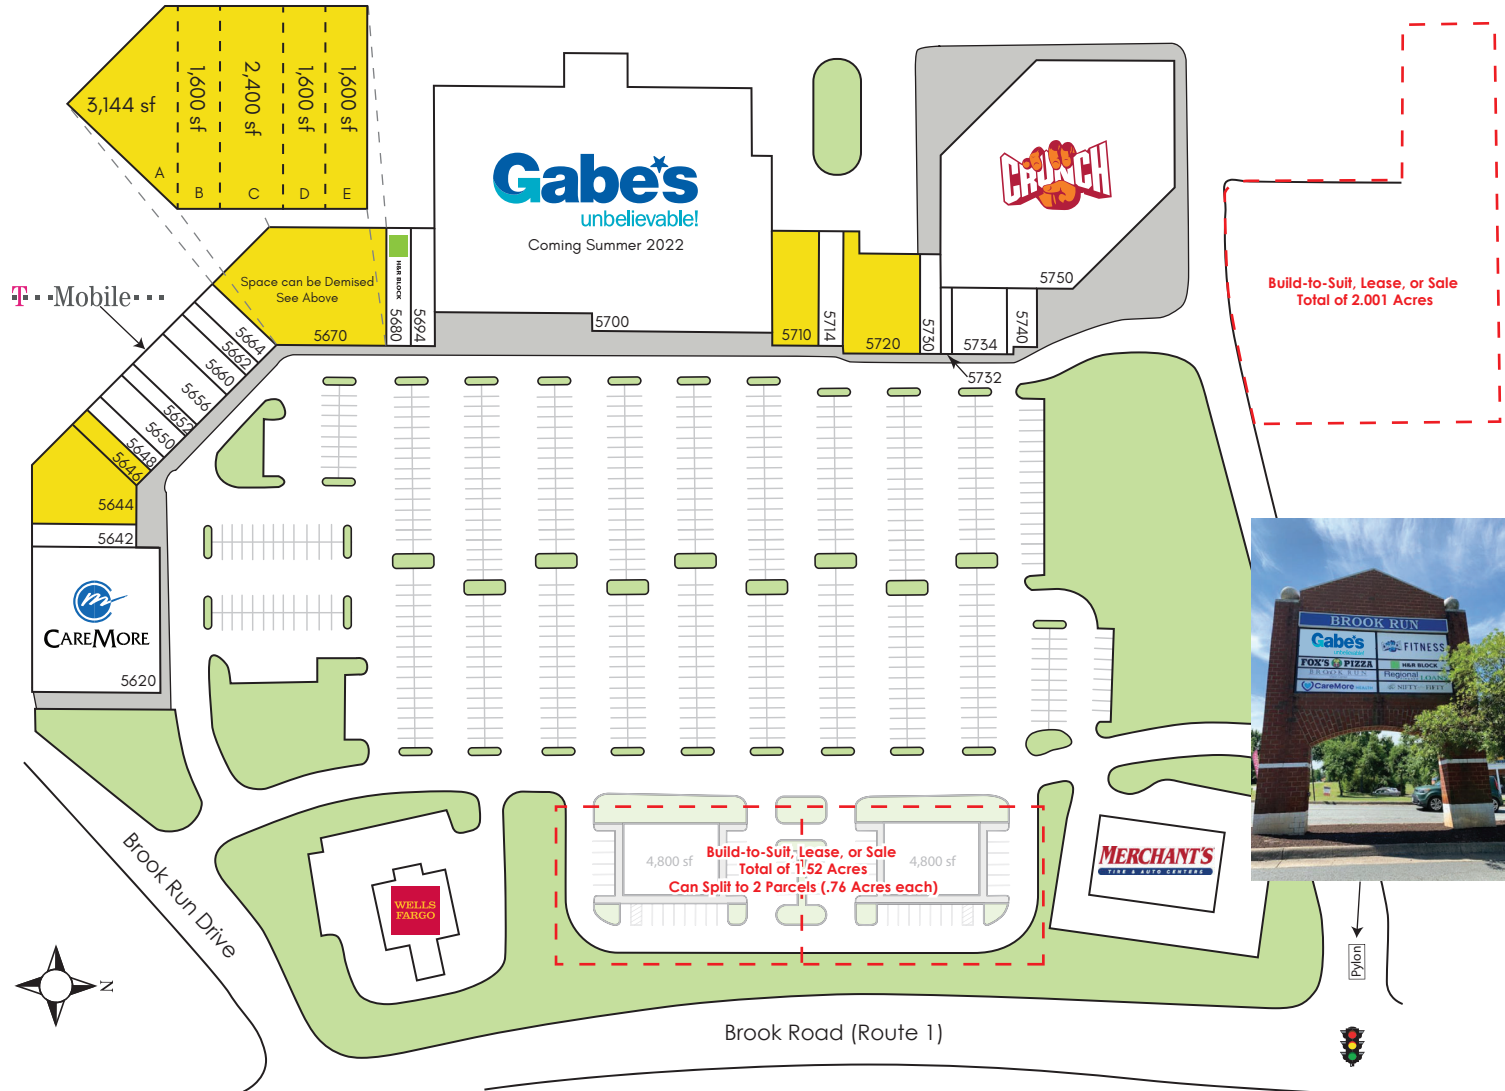 3,144 sf
1,600 sf
2,400 sf
1,600 sf
1,600 sf
A
B
C
D
E
Gabe's
unbelievable!
Coming Summer 2022
CRUNCH
Build-to-Suit, Lease, or Sale
Total of 2.001 Acres
T··Mobile···
Space can be Demised
See Above
5670
H&R BLOCK
5680
5694
5700
5710
5714
5720
5730
5732
5734
5740
5750
5664
5662
5660
5656
5652
5650
5648
5646
5644
5642
CAREMORE
5620
BROOK RUN
Gabe's
unbelievable!
FITNESS
FOX'S PIZZA
BROOK RUN
H&R BLOCK
Regional
LOANS
CareMore HEALTH
NIFTY FIFTY
Brook Run Drive
WELLS
FARGO
4,800 sf
4,800 sf
Build-to-Suit, Lease, or Sale
Total of 1.52 Acres
Can Split to 2 Parcels (.76 Acres each)
MERCHANT'S
TIRE & AUTO CENTERS
Pylon
N
Brook Road (Route 1)